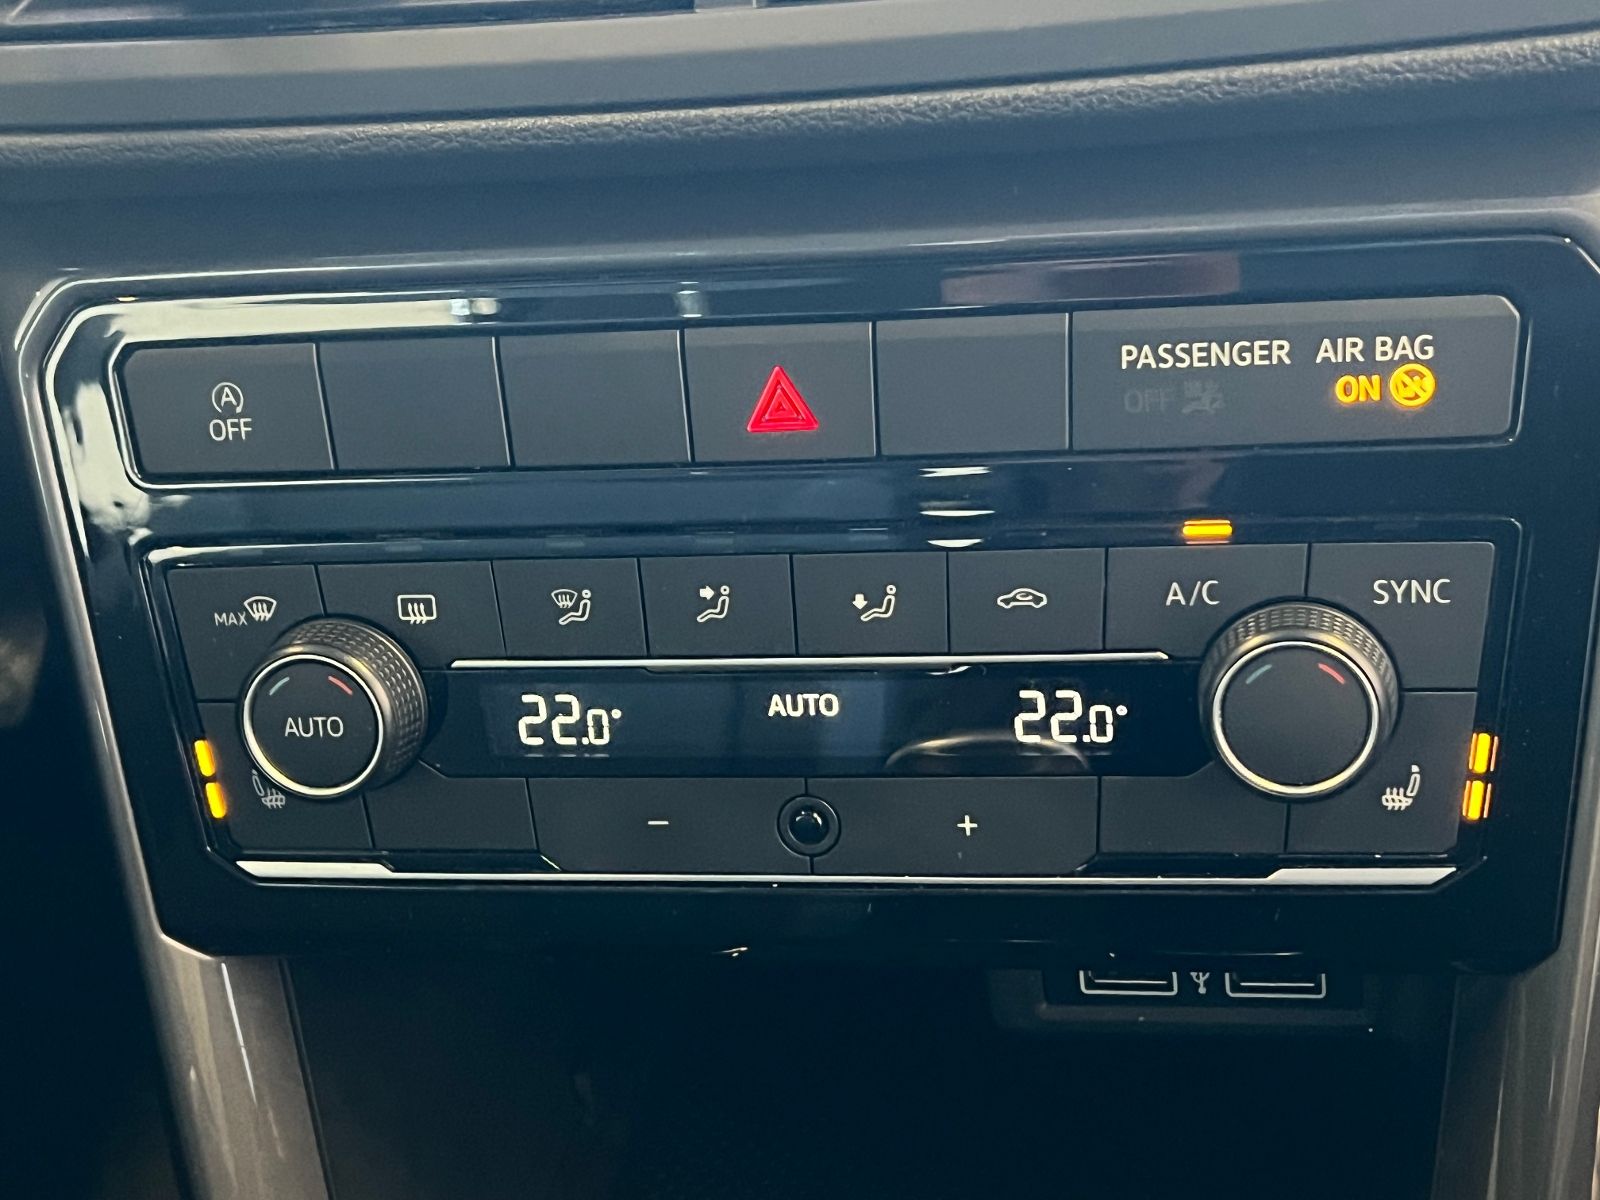 PASSENGER AIR BAG
OFF ON
A
OFF
MAX
A/C
SYNC
22.0° AUTO 22.0°
AUTO
- +